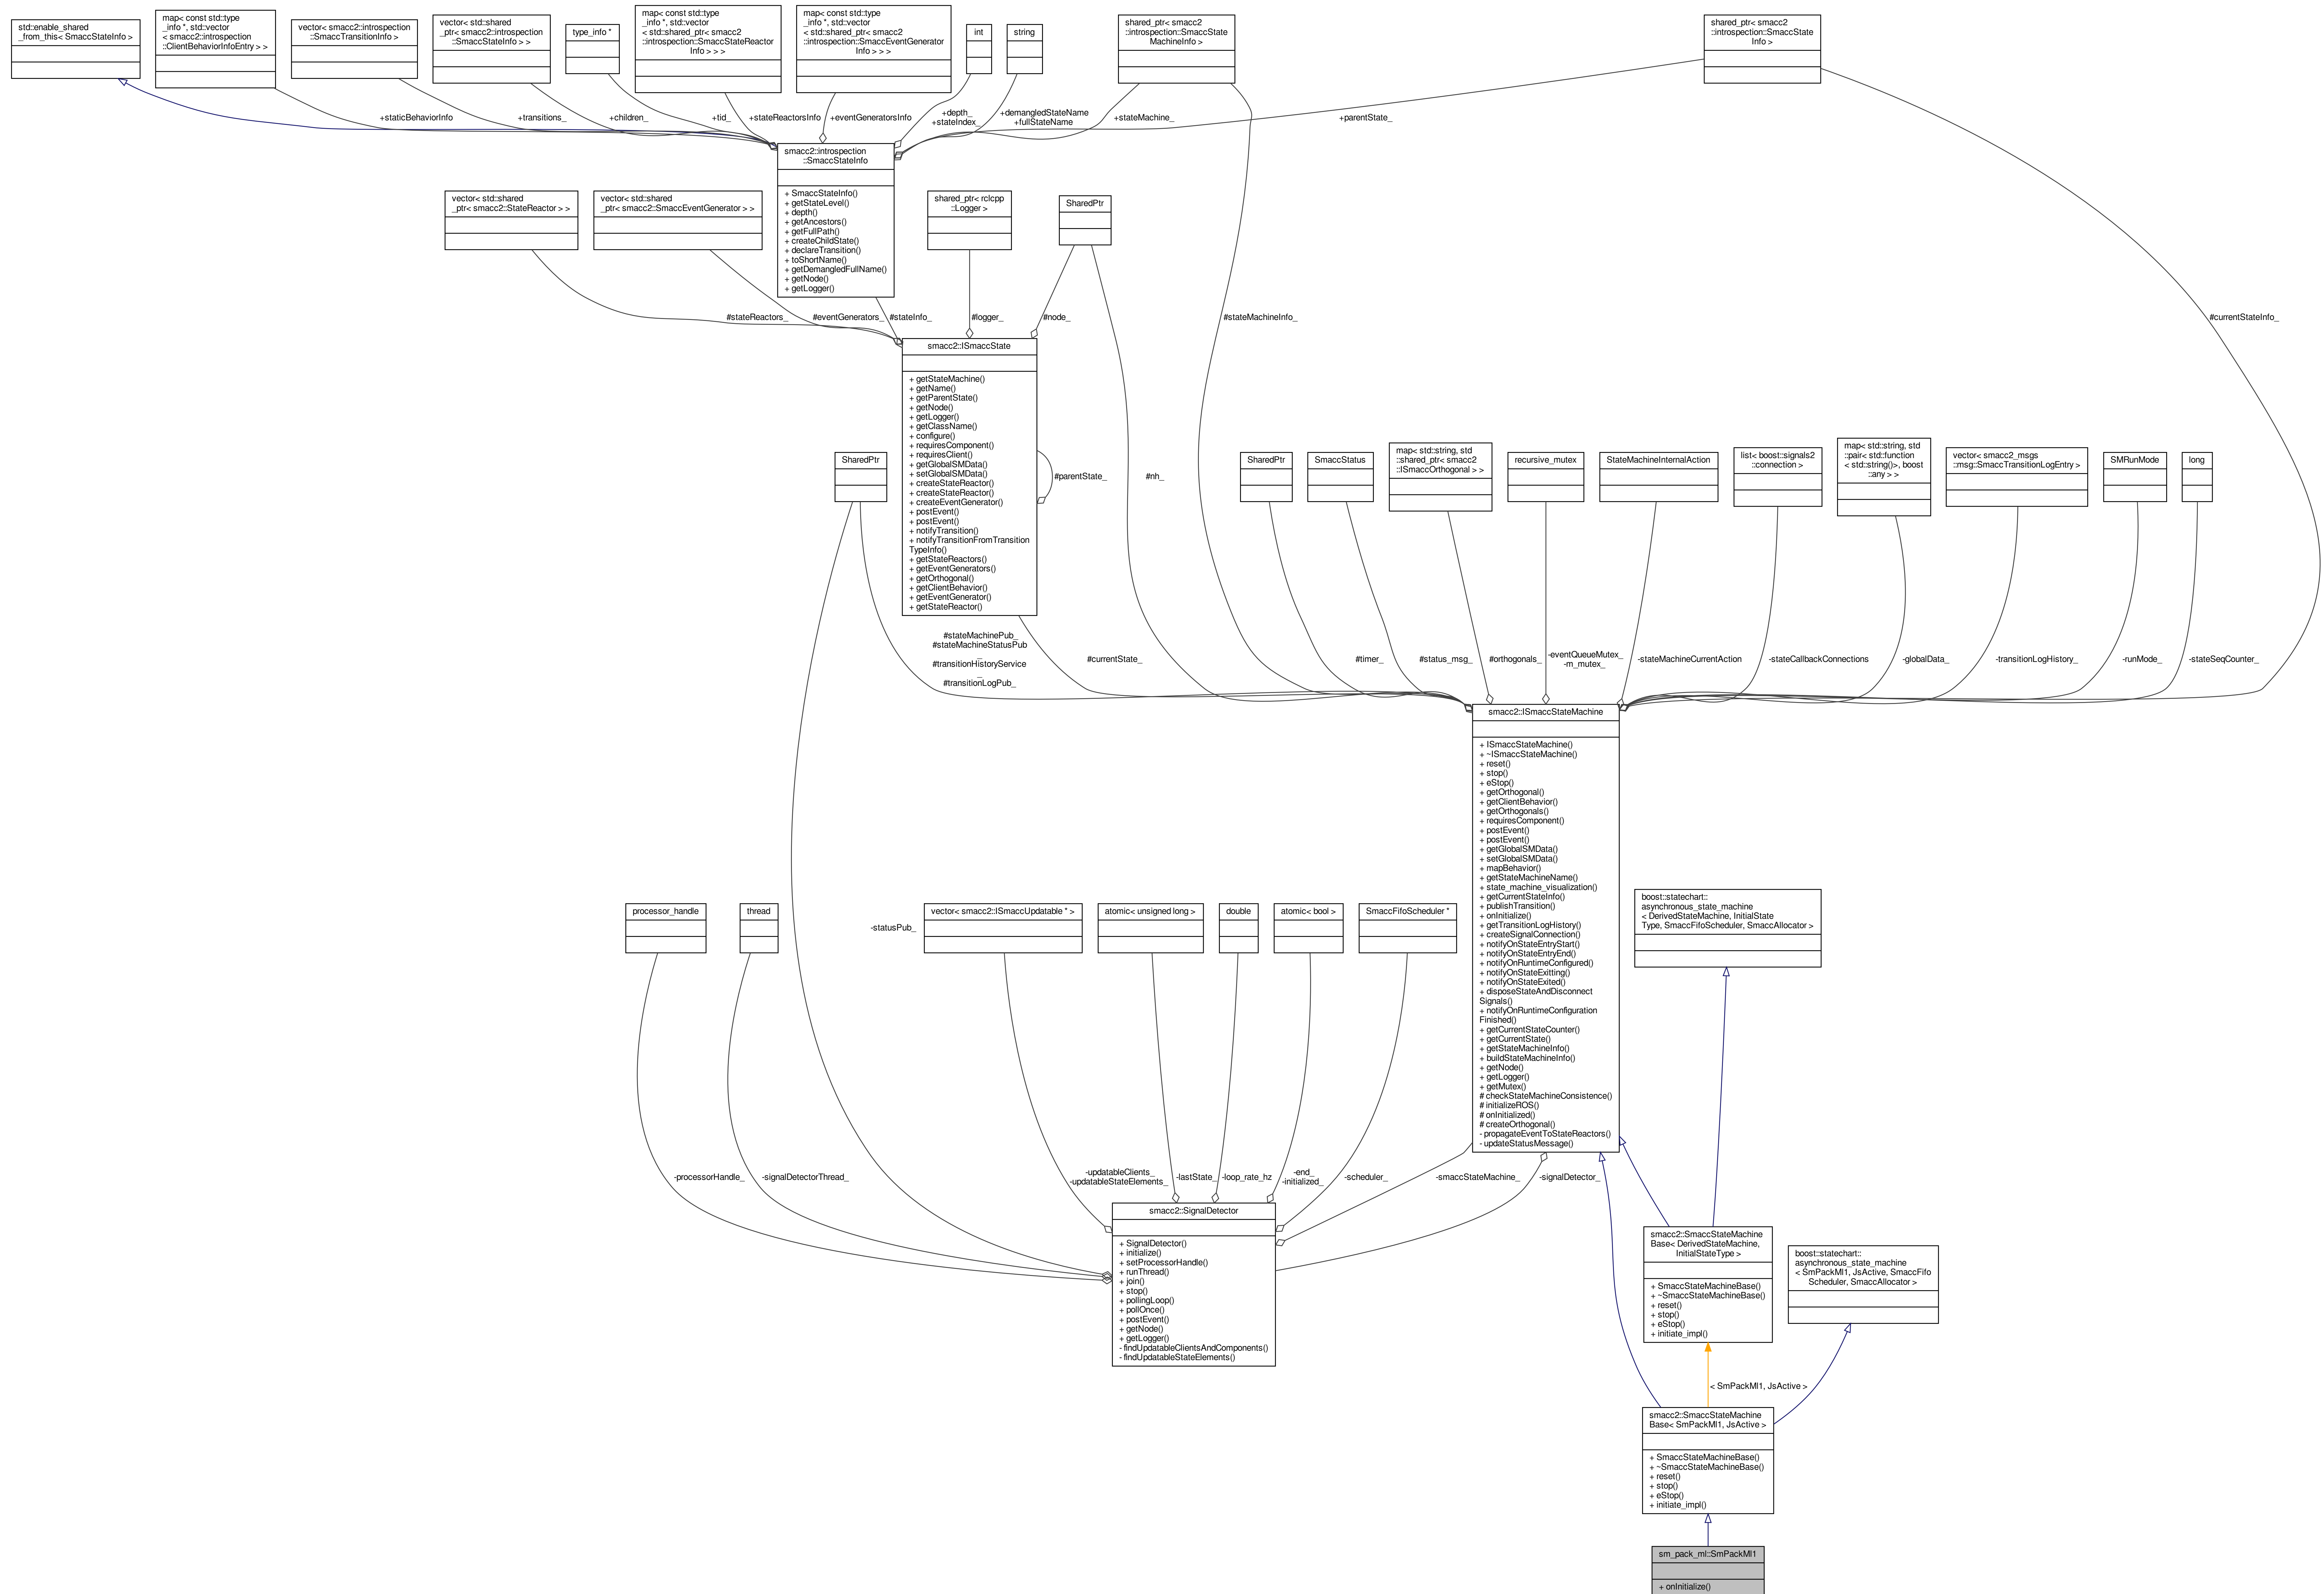 std::enable_shared
_from_this< SmaccStateInfo >
map< const std::type
_info *, std::vector
< smacc2::introspection
::ClientBehaviorInfoEntry > >
vector< smacc2::introspection
::SmaccTransitionInfo >
vector< std::shared
_ptr< smacc2::introspection
::SmaccStateInfo > >
type_info *
map< const std::type
_info *, std::vector
< std::shared_ptr< smacc2
::introspection::SmaccStateReactor
Info > > >
map< const std::type
_info *, std::vector
< std::shared_ptr< smacc2
::introspection::SmaccEventGenerator
Info > > >
int
string
shared_ptr< smacc2
::introspection::SmaccState
MachineInfo >
shared_ptr< smacc2
::introspection::SmaccState
Info >
+staticBehaviorInfo
+transitions_
+children_
+tid_
+stateReactorsInfo
+eventGeneratorsInfo
+depth_
+stateIndex_
+demangledStateName
+fullStateName
+stateMachine_
+parentState_
smacc2::introspection
::SmaccStateInfo
+ SmaccStateInfo()
+ getStateLevel()
+ depth()
+ getAncestors()
+ getFullPath()
+ createChildState()
+ declareTransition()
+ toShortName()
+ getDemangledFullName()
+ getNode()
+ getLogger()
vector< std::shared
_ptr< smacc2::StateReactor > >
vector< std::shared
_ptr< smacc2::SmaccEventGenerator > >
shared_ptr< rclcpp
::Logger >
SharedPtr
#stateReactors_
#eventGenerators_
#stateInfo_
#logger_
#node_
#stateMachineInfo_
#currentStateInfo_
smacc2::ISmaccState
+ getStateMachine()
+ getName()
+ getParentState()
+ getNode()
+ getLogger()
+ getClassName()
+ configure()
+ requiresComponent()
+ requiresClient()
+ getGlobalSMData()
+ setGlobalSMData()
+ createStateReactor()
+ createStateReactor()
+ createEventGenerator()
+ postEvent()
+ postEvent()
+ notifyTransition()
+ notifyTransitionFromTransition
TypeInfo()
+ getStateReactors()
+ getEventGenerators()
+ getOrthogonal()
+ getClientBehavior()
+ getEventGenerator()
+ getStateReactor()
#parentState_
#nh_
SharedPtr
SharedPtr
SmaccStatus
map< std::string, std
::shared_ptr< smacc2
::ISmaccOrthogonal > >
recursive_mutex
StateMachineInternalAction
list< boost::signals2
::connection >
map< std::string, std
::pair< std::function
< std::string()>, boost
::any > >
vector< smacc2_msgs
::msg::SmaccTransitionLogEntry >
SMRunMode
long
#stateMachinePub_
#stateMachineStatusPub
_
#transitionHistoryService
_
#transitionLogPub_
#currentState_
#timer_
#status_msg_
#orthogonals_
-eventQueueMutex_
-m_mutex_
-stateMachineCurrentAction
-stateCallbackConnections
-globalData_
-transitionLogHistory_
-runMode_
-stateSeqCounter_
smacc2::ISmaccStateMachine
+ ISmaccStateMachine()
+ ~ISmaccStateMachine()
+ reset()
+ stop()
+ eStop()
+ getOrthogonal()
+ getClientBehavior()
+ getOrthogonals()
+ requiresComponent()
+ postEvent()
+ postEvent()
+ getGlobalSMData()
+ setGlobalSMData()
+ mapBehavior()
+ getStateMachineName()
+ state_machine_visualization()
+ getCurrentStateInfo()
+ publishTransition()
+ onInitialize()
+ getTransitionLogHistory()
+ createSignalConnection()
+ notifyOnStateEntryStart()
+ notifyOnStateEntryEnd()
+ notifyOnRuntimeConfigured()
+ notifyOnStateExitting()
+ notifyOnStateExited()
+ disposeStateAndDisconnect
Signals()
+ notifyOnRuntimeConfiguration
Finished()
+ getCurrentStateCounter()
+ getCurrentState()
+ getStateMachineInfo()
+ buildStateMachineInfo()
+ getNode()
+ getLogger()
+ getMutex()
# checkStateMachineConsistence()
# initializeROS()
# onInitialized()
# createOrthogonal()
- propagateEventToStateReactors()
- updateStatusMessage()
processor_handle
thread
-statusPub_
vector< smacc2::ISmaccUpdatable * >
atomic< unsigned long >
double
atomic< bool >
SmaccFifoScheduler *
boost::statechart::
asynchronous_state_machine
< DerivedStateMachine, InitialState
Type, SmaccFifoScheduler, SmaccAllocator >
-processorHandle_
-signalDetectorThread_
-updatableClients_
-updatableStateElements_
-lastState_
-loop_rate_hz
-end_
-initialized_
-scheduler_
-smaccStateMachine_
-signalDetector_
smacc2::SignalDetector
+ SignalDetector()
+ initialize()
+ setProcessorHandle()
+ runThread()
+ join()
+ stop()
+ pollingLoop()
+ pollOnce()
+ postEvent()
+ getNode()
+ getLogger()
- findUpdatableClientsAndComponents()
- findUpdatableStateElements()
smacc2::SmaccStateMachine
Base< DerivedStateMachine,
InitialStateType >
+ SmaccStateMachineBase()
+ ~SmaccStateMachineBase()
+ reset()
+ stop()
+ eStop()
+ initiate_impl()
boost::statechart::
asynchronous_state_machine
< SmPackMl1, JsActive, SmaccFifo
Scheduler, SmaccAllocator >
< SmPackMl1, JsActive >
smacc2::SmaccStateMachine
Base< SmPackMl1, JsActive >
+ SmaccStateMachineBase()
+ ~SmaccStateMachineBase()
+ reset()
+ stop()
+ eStop()
+ initiate_impl()
sm_pack_ml::SmPackMl1
+ onInitialize()